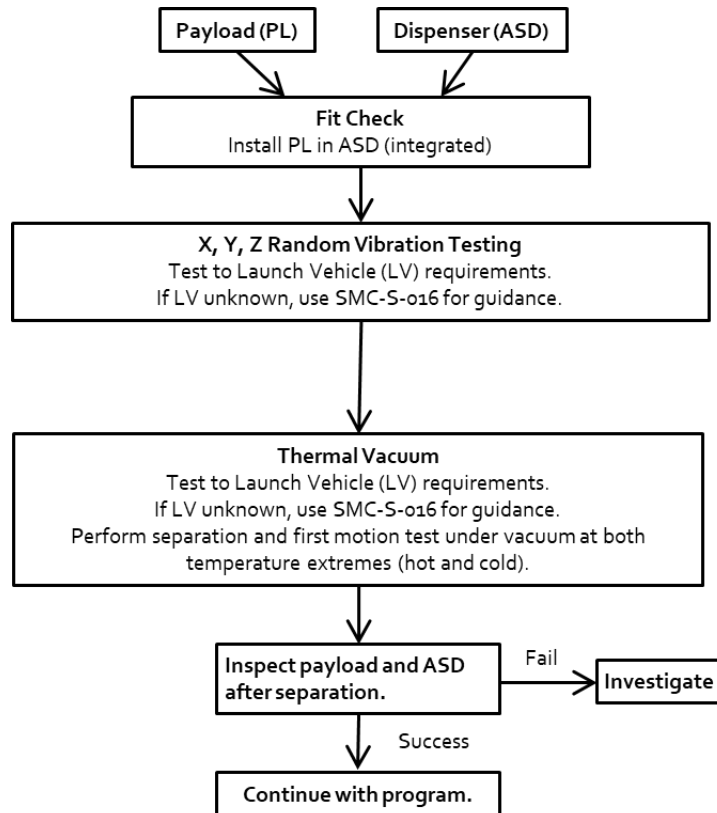 Payload (PL)
Dispenser (ASD)
Fit Check
Install PL in ASD (integrated)
X, Y, Z Random Vibration Testing
Test to Launch Vehicle (LV) requirements.
If LV unknown, use SMC-S-016 for guidance.
Thermal Vacuum
Test to Launch Vehicle (LV) requirements.
If LV unknown, use SMC-S-016 for guidance.
Perform separation and first motion test under vacuum at both
temperature extremes (hot and cold).
Inspect payload and ASD
after separation.
Fail
Investigate
Success
Continue with program.